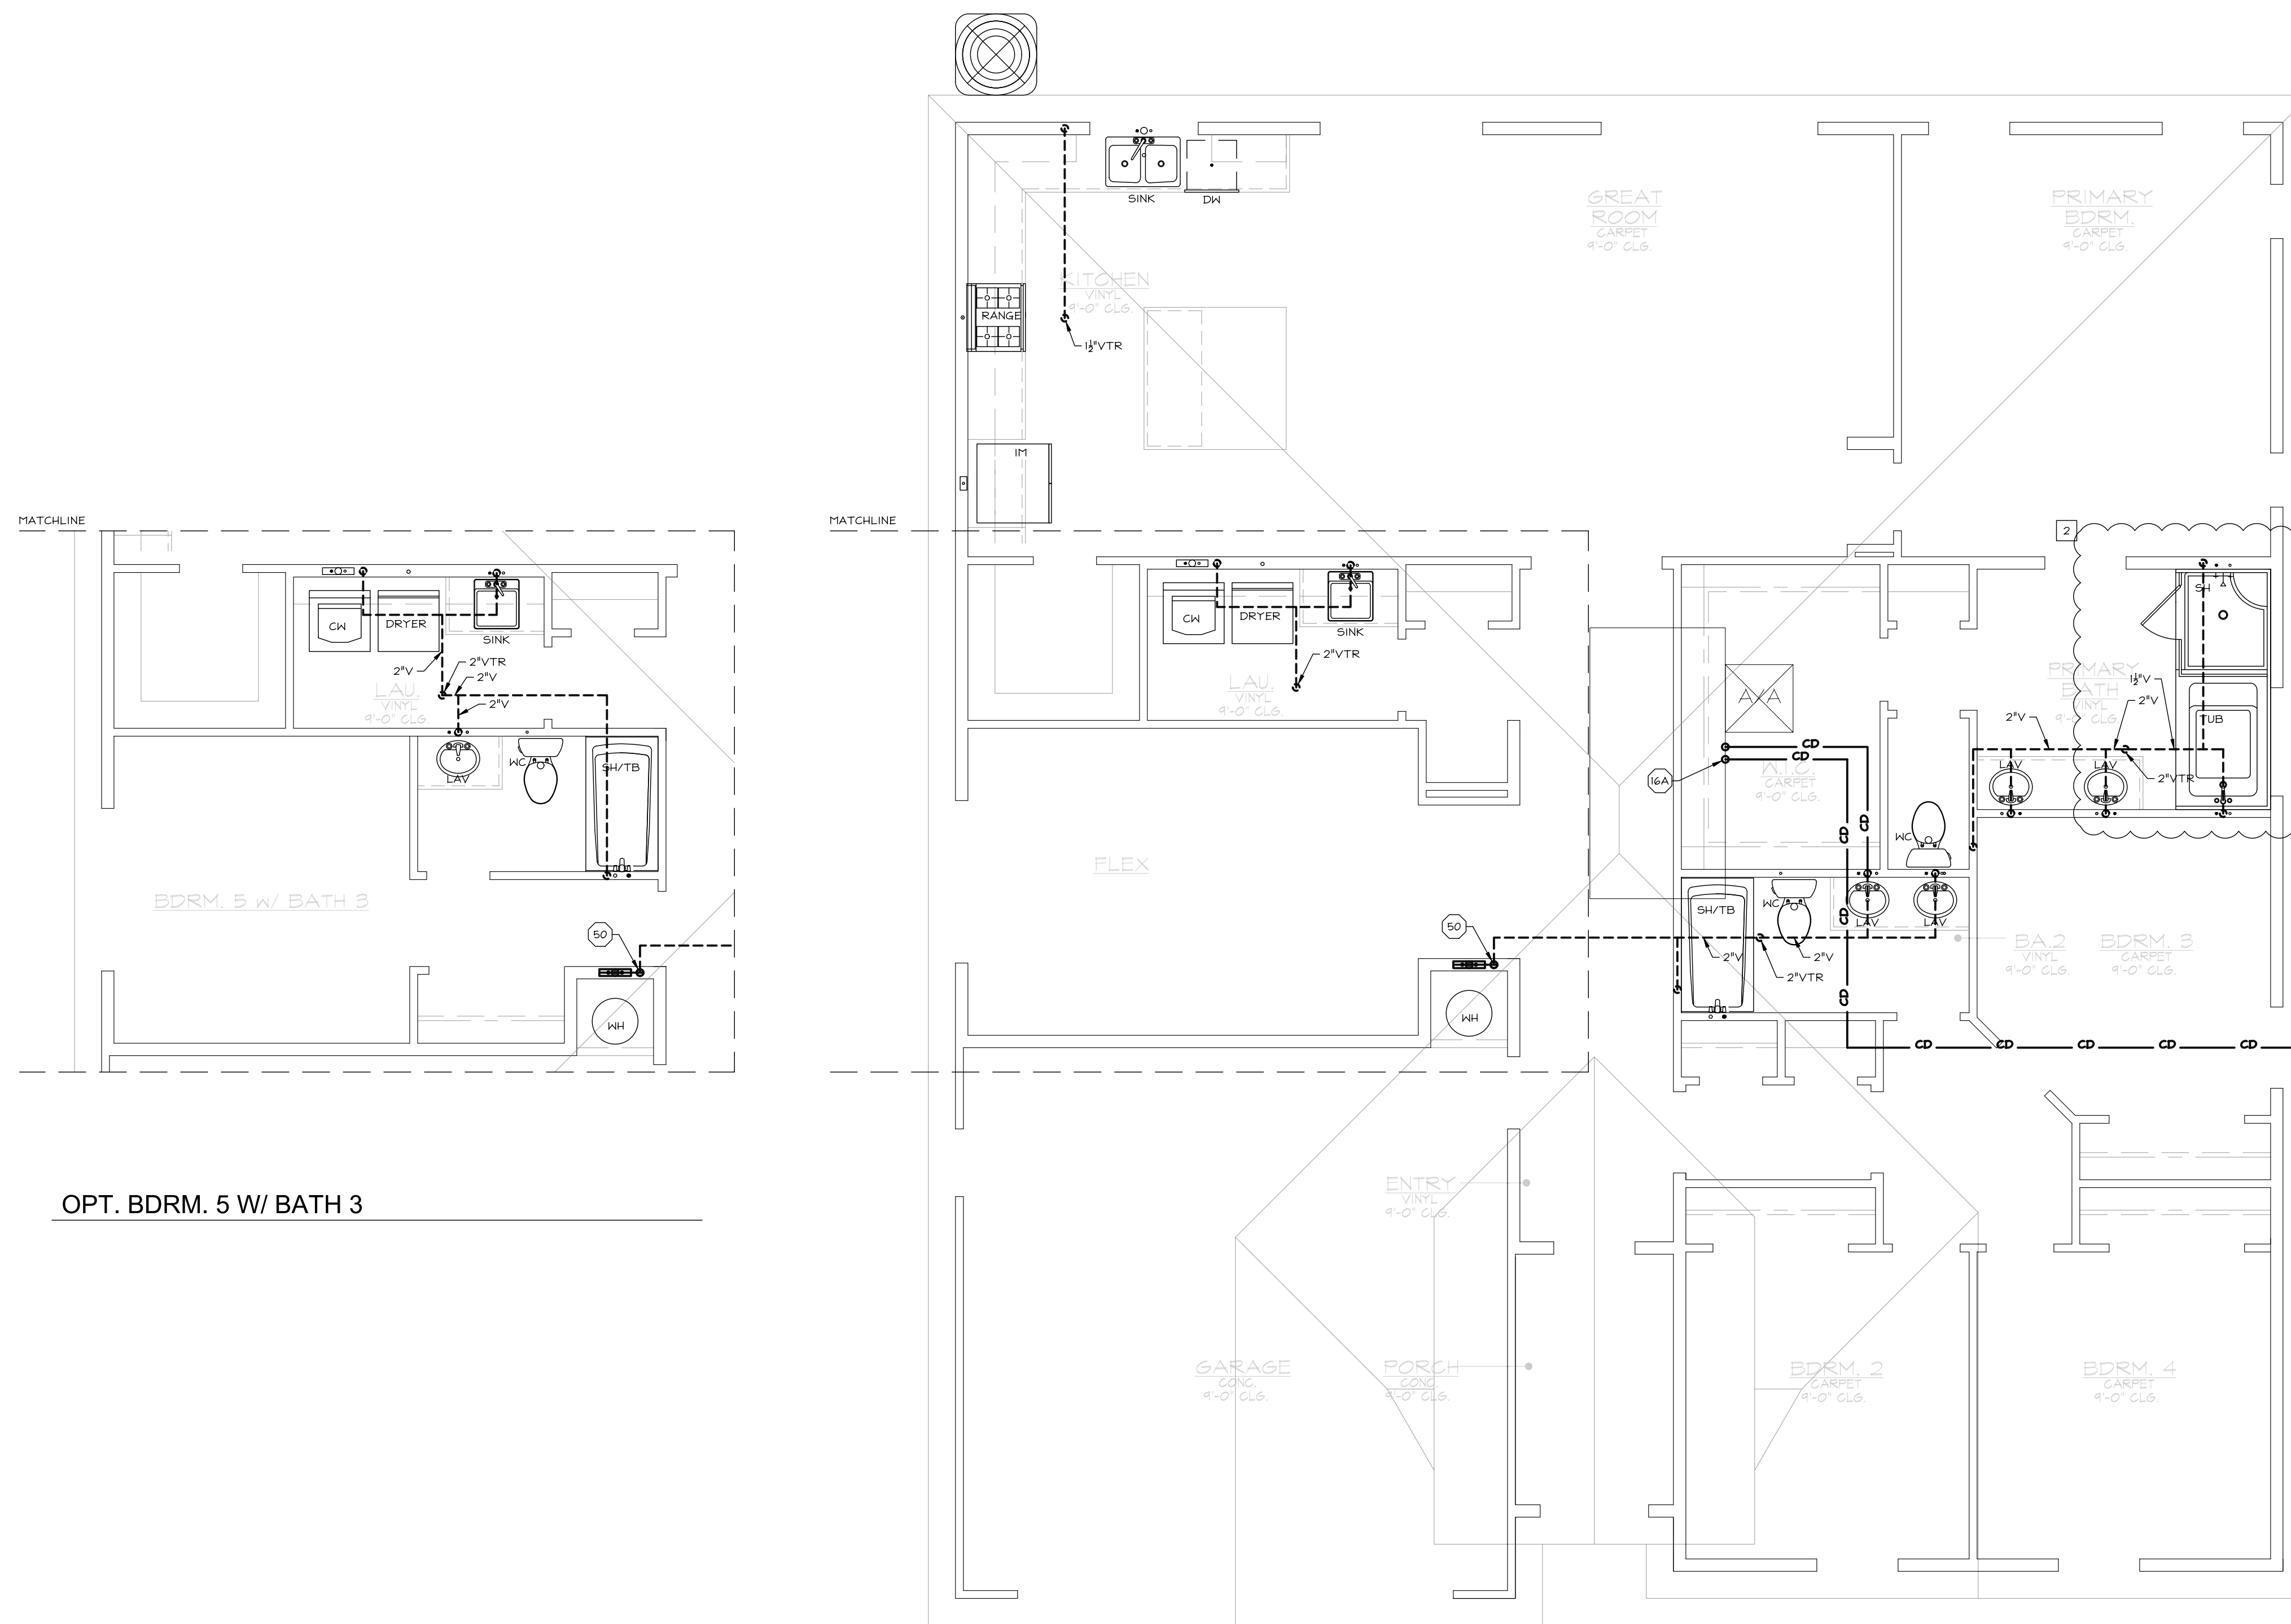 SINK
DW
GREAT
ROOM
CARPET
9'-0" CLG.
PRIMARY
BDRM.
CARPET
9'-0" CLG.
KITCHEN
VINYL
9'-0" CLG.
RANGE
1½"VTR
IM
MATCHLINE
MATCHLINE
2
CW
DRYER
SINK
2"V
2"VTR
2"V
2"V
LAU.
VINYL
9'-0" CLG.
WC
LAV
SH/TB
BDRM. 5 W/ BATH 3
50
WH
OPT. BDRM. 5 W/ BATH 3
CW
DRYER
SINK
2"VTR
LAU.
VINYL
9'-0" CLG.
FLEX
50
WH
A/A
CD
CD
16A
W.I.C.
CARPET
9'-0" CLG.
CD
CD
CD
CD
SH
PRIMARY
BATH
VINYL
9'-0" CLG.
1½"V
2"V
2"V
TUB
LAV
LAV
2"VTR
WC
SH/TB
WC
LAV
LAV
2"V
2"V
2"VTR
BA.2
VINYL
9'-0" CLG.
BDRM. 3
CARPET
9'-0" CLG.
CD
CD
CD
CD
CD
ENTRY
VINYL
9'-0" CLG.
GARAGE
CONC.
9'-0" CLG.
PORCH
CONC.
9'-0" CLG.
BDRM. 2
CARPET
9'-0" CLG.
BDRM. 4
CARPET
9'-0" CLG.